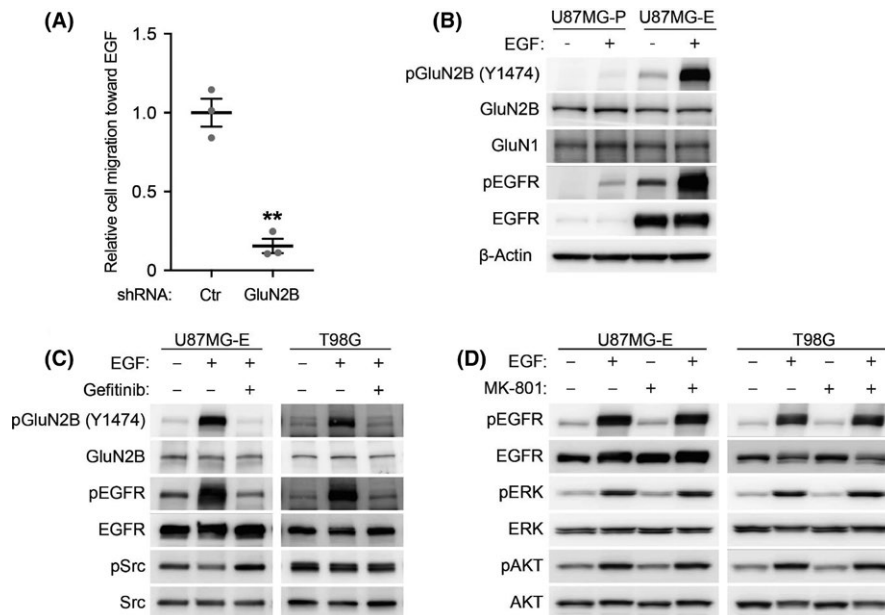 (A)
Relative cell migration toward EGF
1.0
0.5
0
**
shRNA: Ctr GluN2B
(B)
U87MG-P U87MG-E
EGF: - + - +
pGluN2B (Y1474)
GluN2B
GluN1
pEGFR
EGFR
β-Actin
(C)
U87MG-E T98G
EGF: – + + – + +
Gefitinib: – – + – – +
pGluN2B (Y1474)
GluN2B
pEGFR
EGFR
pSrc
Src
(D)
U87MG-E T98G
EGF: – + – + – + – +
MK-801: – – + + – – + +
pEGFR
EGFR
pERK
ERK
pAKT
AKT